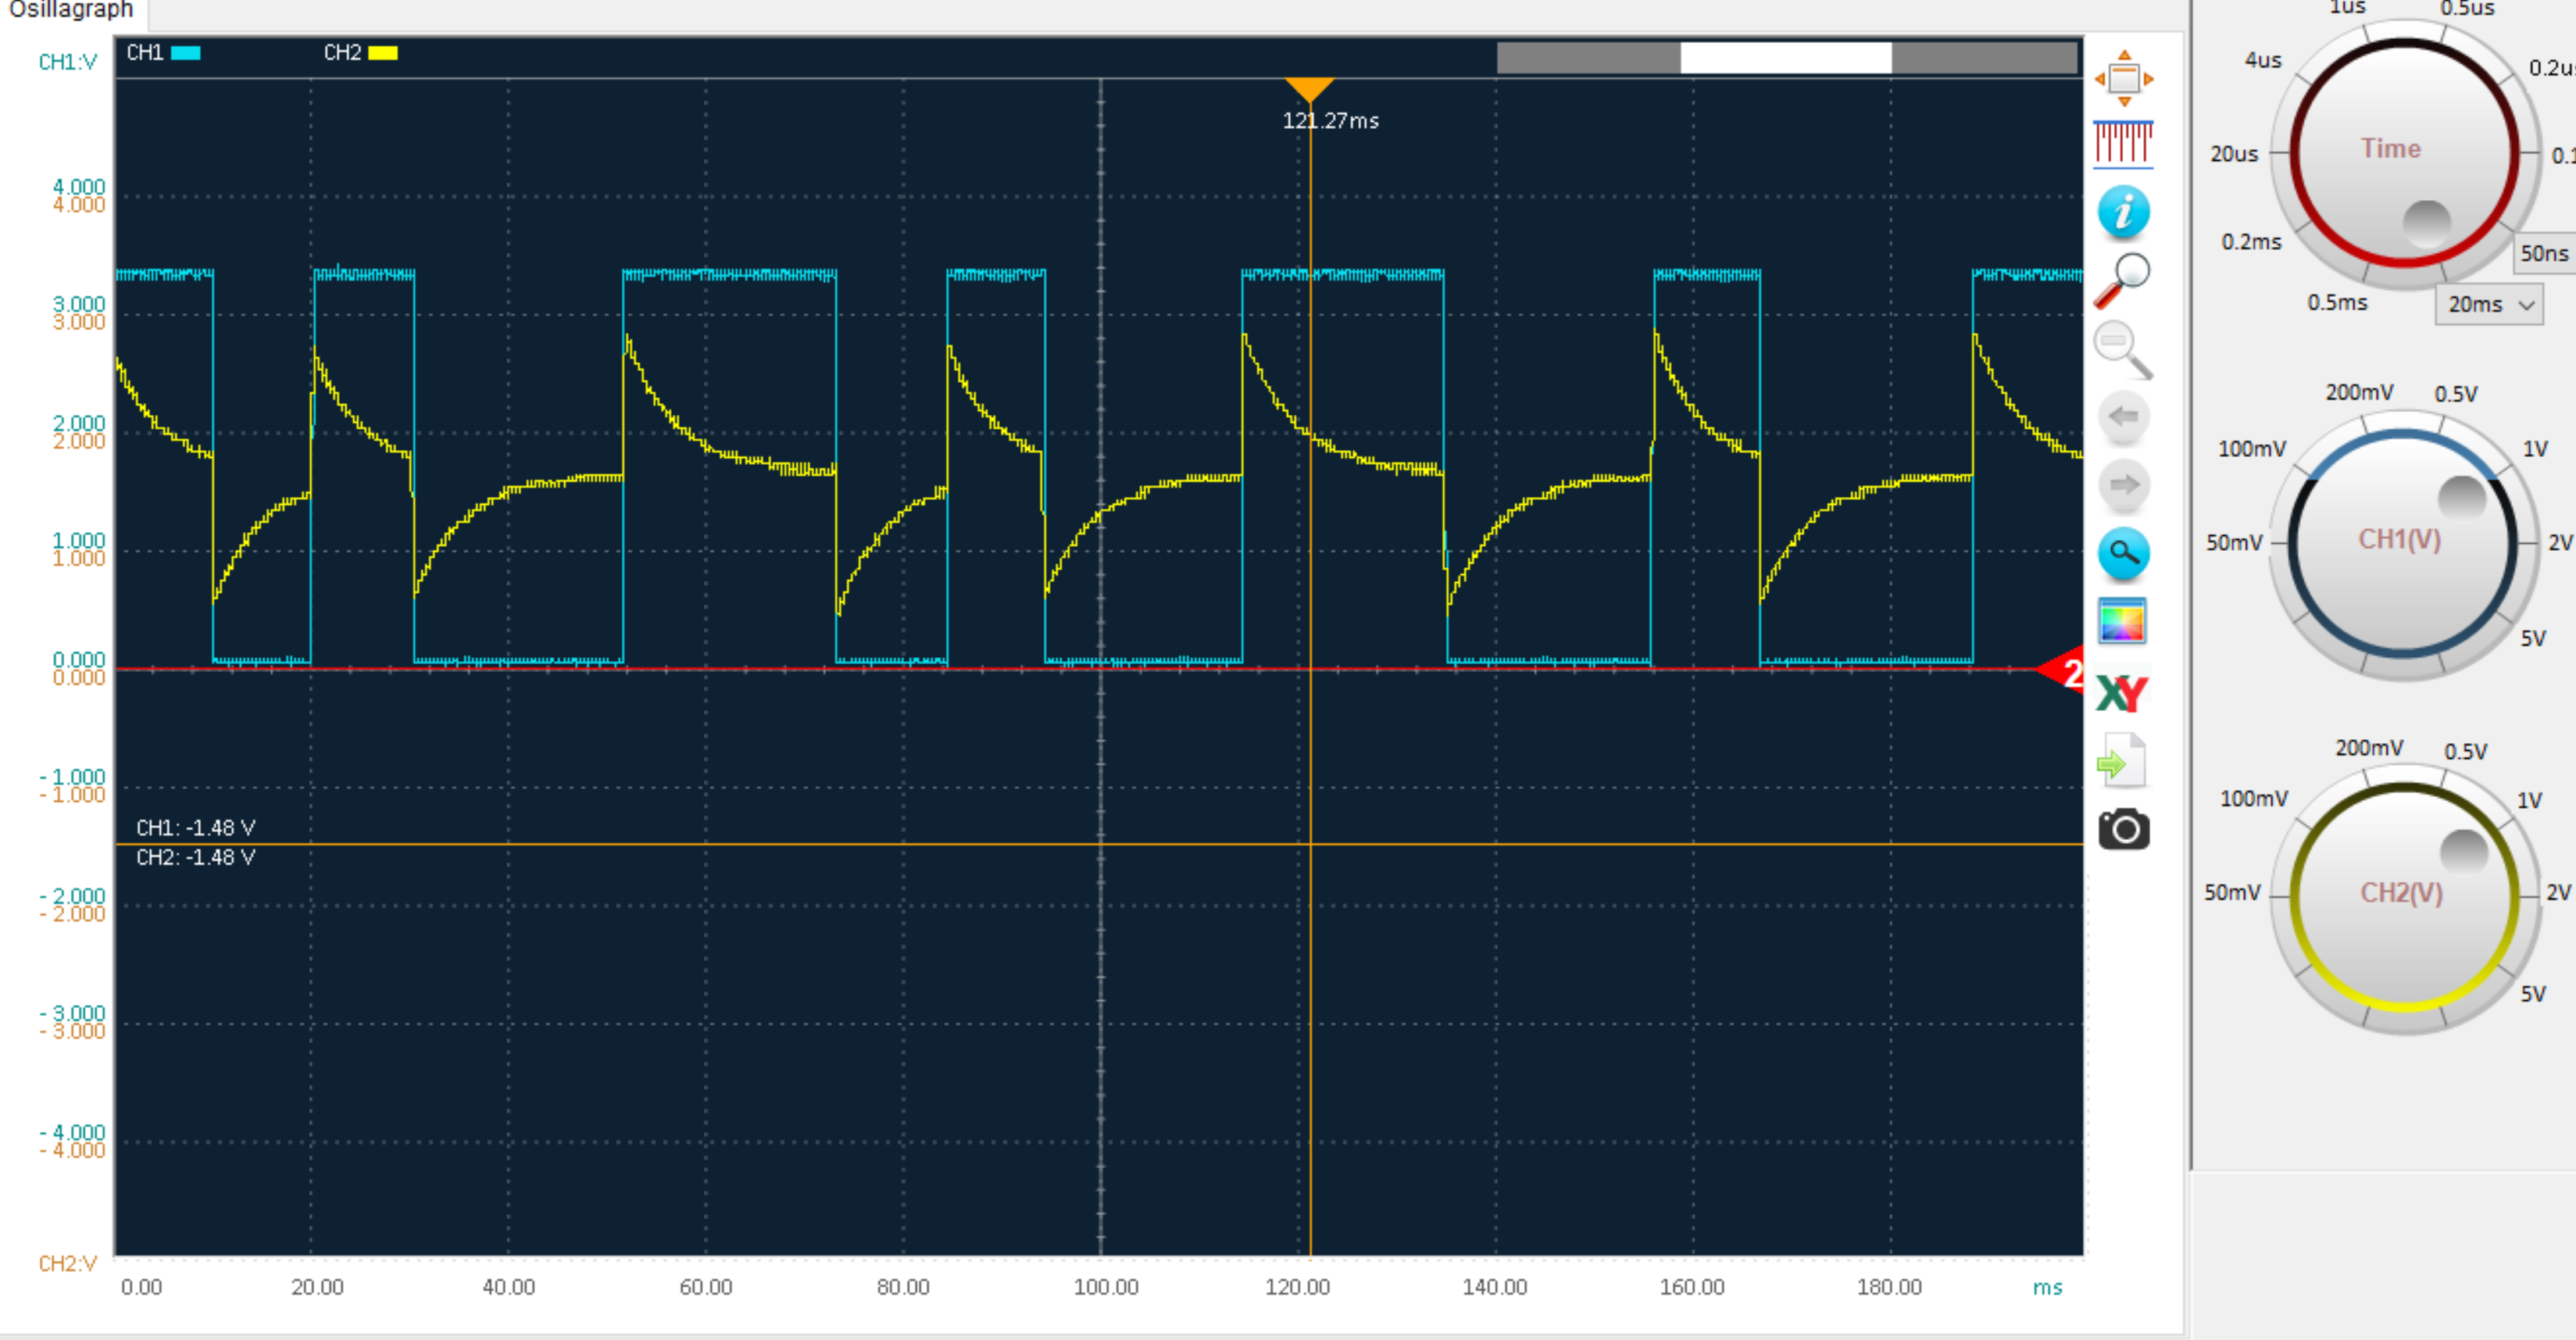 Osillagraph
CH1:V
CH1
CH2
121.27ms
4.000
4.000
3.000
3.000
2.000
2.000
1.000
1.000
0.000
0.000
2
- 1.000
- 1.000
CH1: -1.48 V
CH2: -1.48 V
- 2.000
- 2.000
- 3.000
- 3.000
- 4.000
- 4.000
CH2:V
0.00
20.00
40.00
60.00
80.00
100.00
120.00
140.00
160.00
180.00
ms
i
XY
1us
0.5us
4us
0.2u
20us
Time
0.1
0.2ms
50ns
0.5ms
20ms
200mV
0.5V
100mV
1V
50mV
CH1(V)
2V
5V
200mV
0.5V
100mV
1V
50mV
CH2(V)
2V
5V